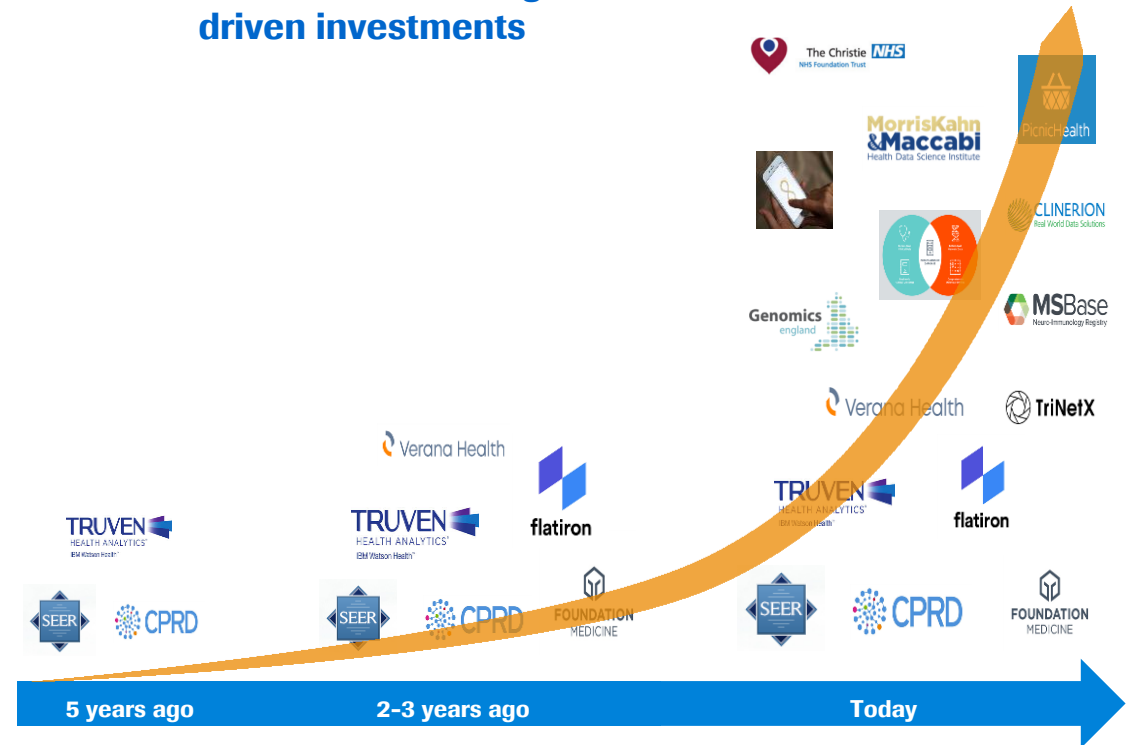 driven investments
The Christie NHS
NHS Foundation Trust
MorrisKahn
&Maccabi
Health Data Science Institute
PicnicHealth
CLINERION
Real World Data Solutions
Genomics
england
MSBase
Neuro-Immunology Registry
Verana Health
TriNetX
Verana Health
flatiron
TRUVEN
HEALTH ANALYTICS
IBM Watson Health™
TRUVEN
HEALTH ANALYTICS
IBM Watson Health™
TRUVEN
HEALTH ANALYTICS
IBM Watson Health™
flatiron
SEER
CPRD
SEER
CPRD
FOUNDATION
MEDICINE
SEER
CPRD
FOUNDATION
MEDICINE
5 years ago
2-3 years ago
Today